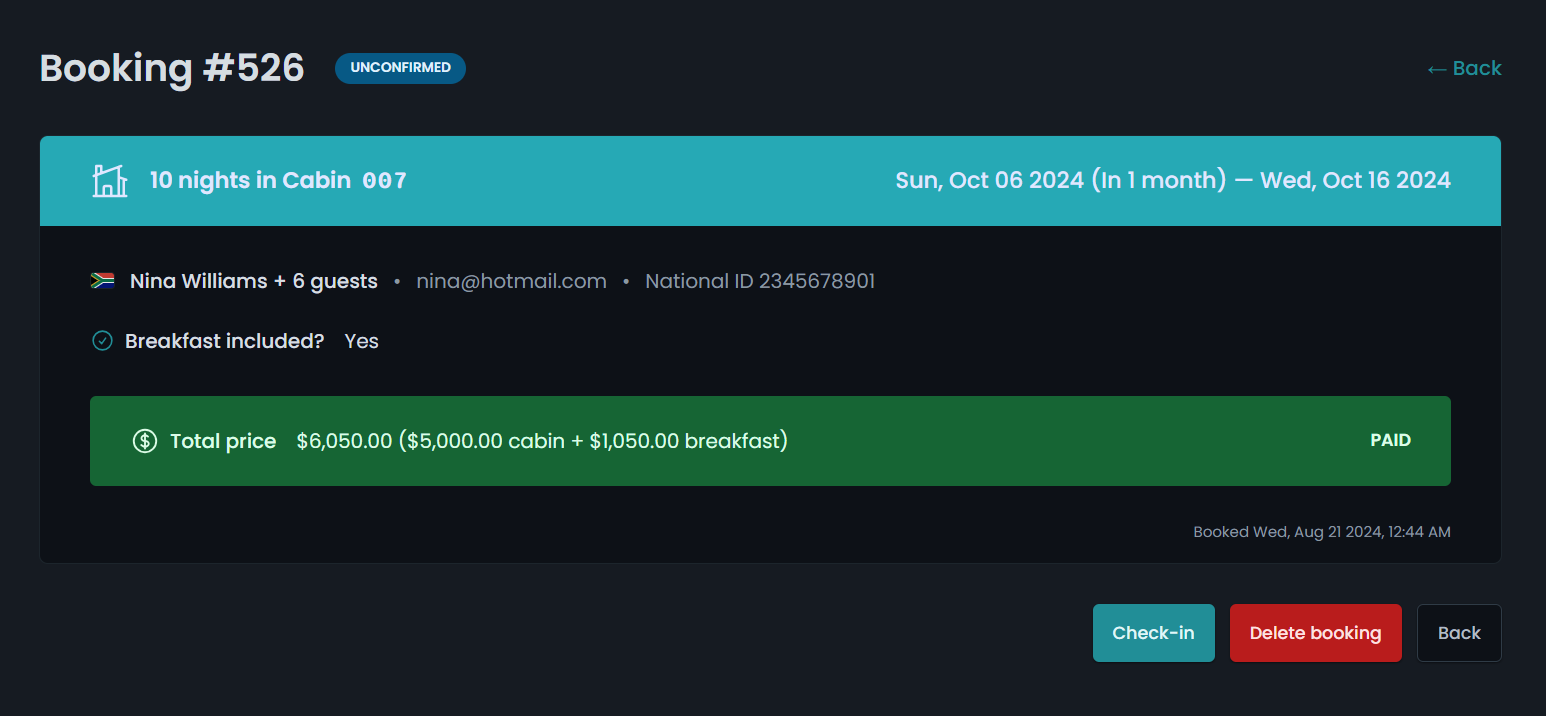 Booking #526 UNCONFIRMED ← Back
10 nights in Cabin 007 Sun, Oct 06 2024 (In 1 month) — Wed, Oct 16 2024
Nina Williams + 6 guests • nina@hotmail.com • National ID 2345678901
Breakfast included? Yes
Total price $6,050.00 ($5,000.00 cabin + $1,050.00 breakfast) PAID
Booked Wed, Aug 21 2024, 12:44 AM
Check-in Delete booking Back